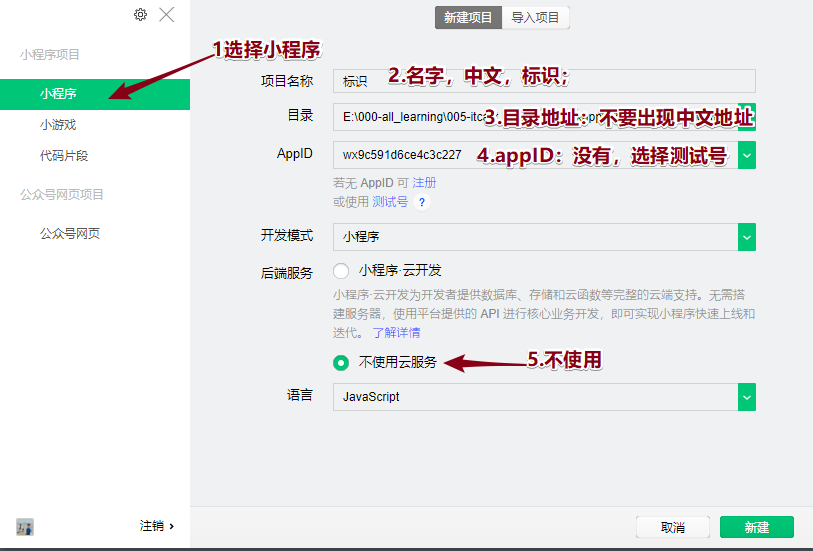 新建项目 导入项目
1选择小程序
小程序项目
小程序
小游戏
代码片段
公众号网页项目
公众号网页
注销 ›
项目名称 标识 2.名字，中文，标识；
目录 E:\000-all_learning\005-itca 3.目录地址：不要出现中文地址
AppID wx9c591d6ce4c3c227 4.appID：没有，选择测试号
若无 AppID 可 注册
或使用 测试号 ?
开发模式 小程序
后端服务 小程序·云开发
小程序·云开发为开发者提供数据库、存储和云函数等完整的云端支持。无需搭
建服务器，使用平台提供的 API 进行核心业务开发，即可实现小程序快速上线和
迭代。 了解详情
不使用云服务 5.不使用
语言 JavaScript
取消 新建